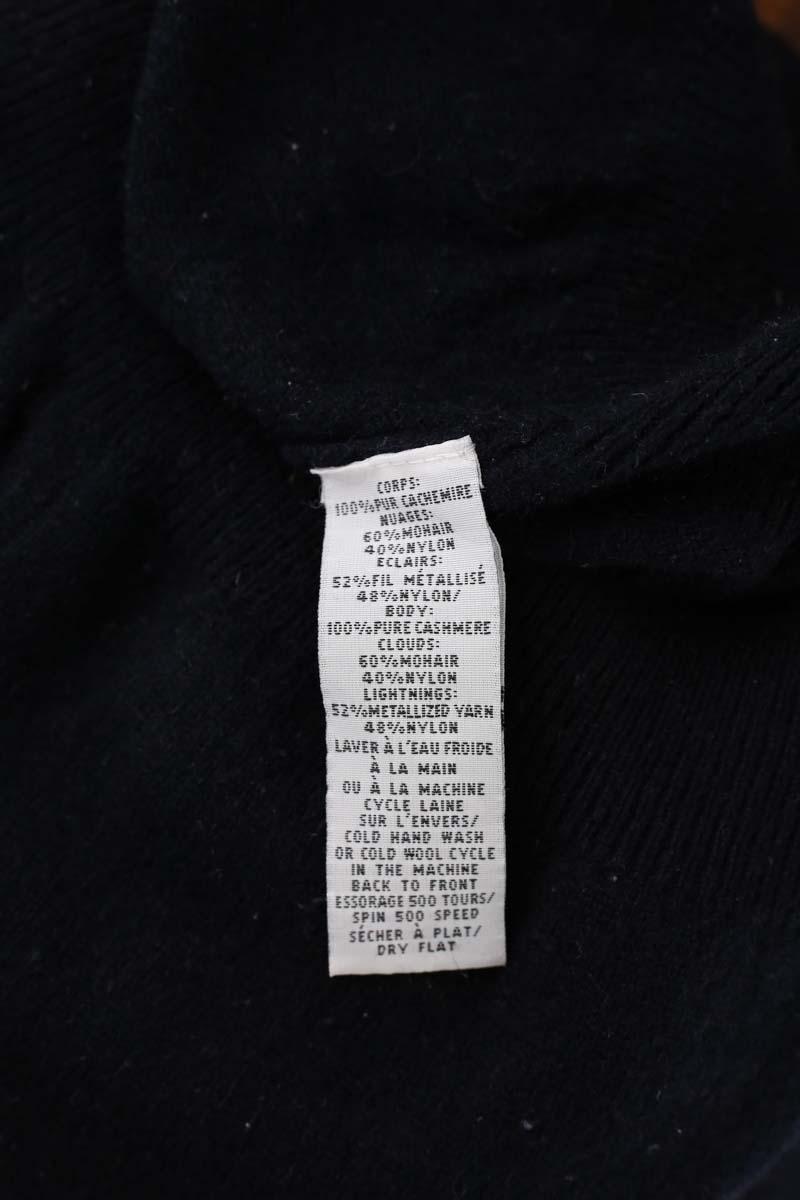 CORPS:
100%PUR CACHEMIRE
NUAGES:
60%MOHAIR
40%NYLON
ECLAIRS:
52%FIL MÉTALLISÉ
48%NYLON/
BODY:
100%PURE CASHMERE
CLOUDS:
60%MOHAIR
40%NYLON
LIGHTNINGS:
52%METALLIZED YARN
48%NYLON
LAVER À L'EAU FROIDE
À LA MAIN
OU À LA MACHINE
CYCLE LAINE
SUR L'ENVERS/
COLD HAND WASH
OR COLD WOOL CYCLE
IN THE MACHINE
BACK TO FRONT
ESSORAGE 500 TOURS/
SPIN 500 SPEED
SÉCHER À PLAT/
DRY FLAT